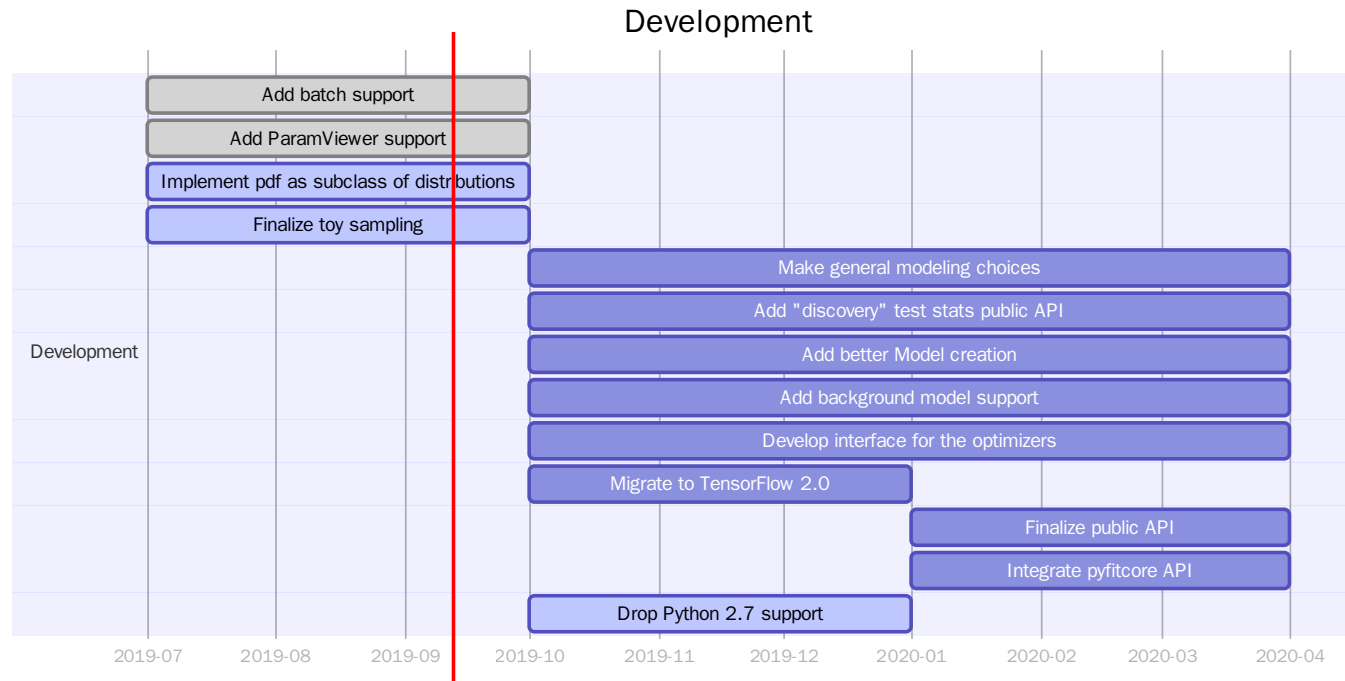 Development
Add batch support
Add ParamViewer support
Implement pdf as subclass of distributions
Finalize toy sampling
Make general modeling choices
Add "discovery" test stats public API
Development
Add better Model creation
Add background model support
Develop interface for the optimizers
Migrate to TensorFlow 2.0
Finalize public API
Integrate pyfitcore API
Drop Python 2.7 support
2019-07 2019-08 2019-09 2019-10 2019-11 2019-12 2020-01 2020-02 2020-03 2020-04